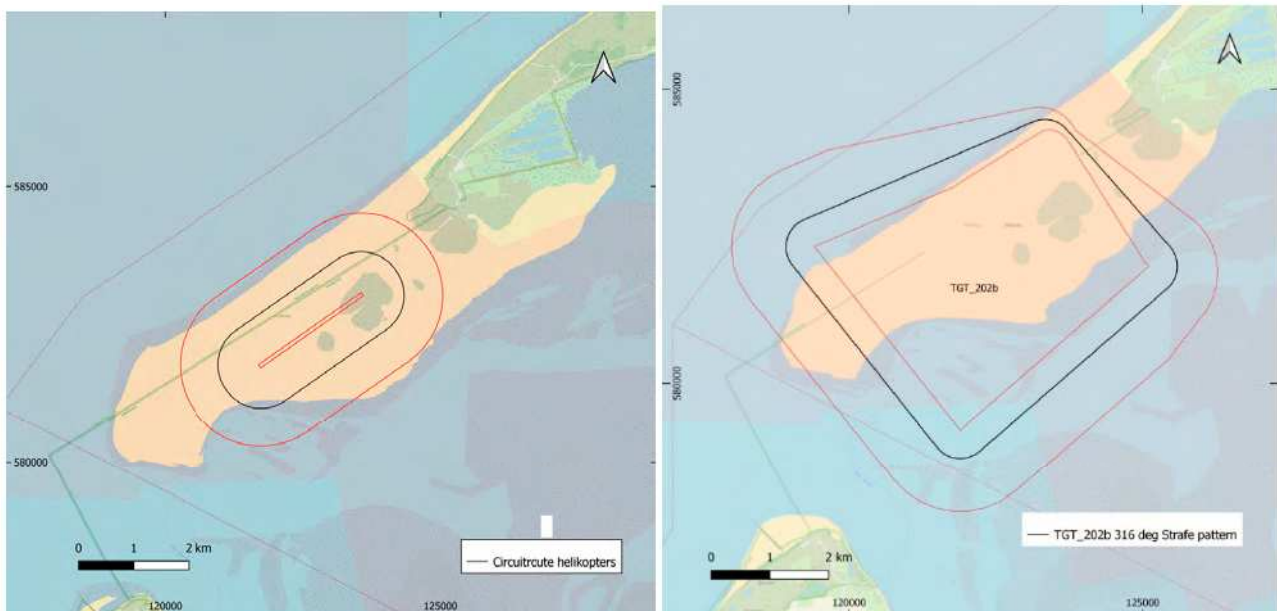 585000
580000
0 1 2 km
Circuitrcute helikopters
120000
125000
585000
TGT_202b
580000
TGT_202b 316 deg Strafe pattern
0 1 2 km
120000
125000